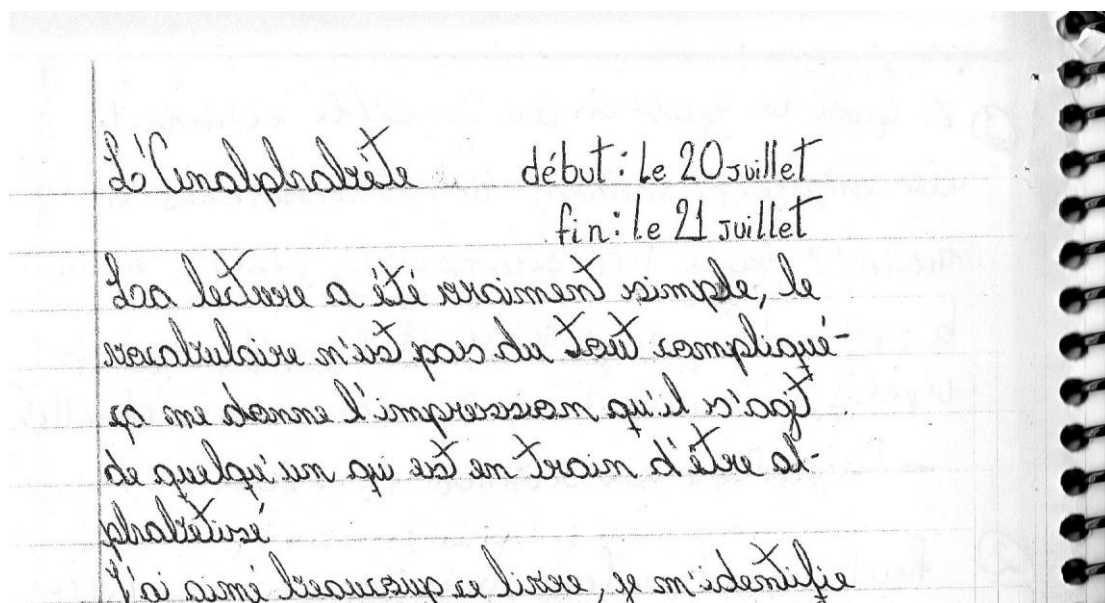 L'Analphabète début: le 20 juillet
fin: le 21 juillet
La lecture a été vraiment simple, le
vocabulaire n'est pas du tout compliqué-
ça me donne l'impression qu'il s'agit
de quelqu'un qui est en train d'être al-
phabétisé
J'ai aimé beaucoup ce livre, je m'identifie